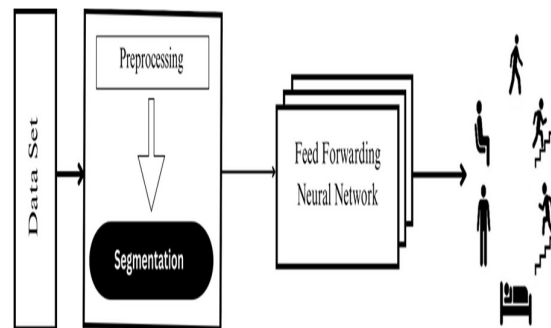 Data Set
Preprocessing
Segmentation
Feed Forwarding
Neural Network